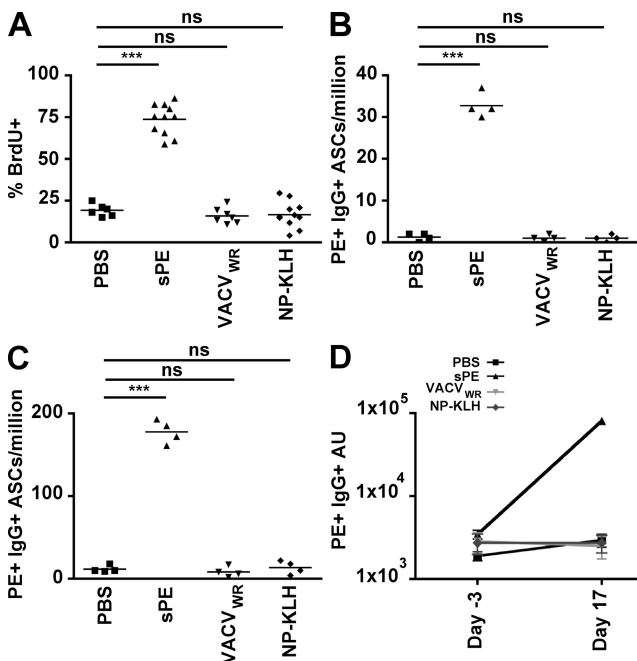 A
ns
ns
***
% BrdU+
100
75
50
25
0
PBS
sPE
VACVWR
NP-KLH
B
ns
ns
***
PE+ IgG+ ASCs/million
40
30
20
10
0
PBS
sPE
VACVWR
NP-KLH
C
ns
ns
***
PE+ IgG+ ASCs/million
200
100
0
PBS
sPE
VACVWR
NP-KLH
D
PBS
sPE
VACVWR
NP-KLH
PE+ IgG+ AU
1x10^5
1x10^4
1x10^3
Day -3
Day 17